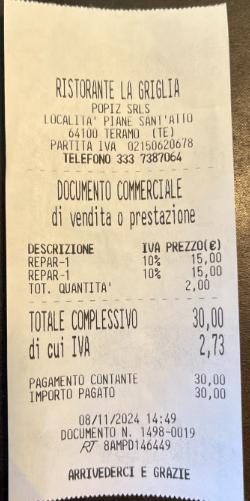 RISTORANTE LA GRIGLIA
POPIZ SRLS
LOCALITA' PIANE SANT'ATTO
64100 TERAMO (TE)
PARTITA IVA 02150620678
TELEFONO 333 7387064
DOCUMENTO COMMERCIALE
di vendita o prestazione
DESCRIZIONE IVA PREZZO(€)
REPAR-1 10% 15,00
REPAR-1 10% 15,00
TOT. QUANTITA' 2,00
TOTALE COMPLESSIVO 30,00
di cui IVA 2,73
PAGAMENTO CONTANTE 30,00
IMPORTO PAGATO 30,00
08/11/2024 14:49
DOCUMENTO N. 1498-0019
RT 8AMPD146449
ARRIVEDERCI E GRAZIE